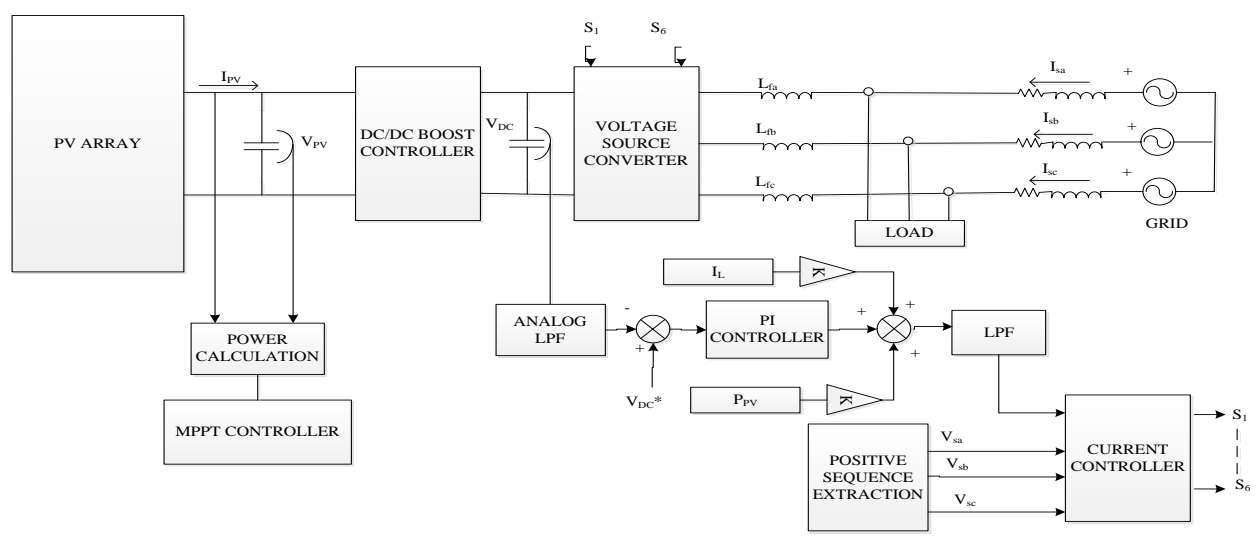 S1
S6
PV ARRAY
IPV
VPV
DC/DC BOOST
CONTROLLER
VDC
VOLTAGE
SOURCE
CONVERTER
Lfa
Lfb
Lfc
Isa
+
Isb
+
Isc
+
GRID
LOAD
IL
K
POWER
CALCULATION
MPPT CONTROLLER
ANALOG
LPF
-
+
VDC*
PI
CONTROLLER
+
+
+
LPF
PPV
K
POSITIVE
SEQUENCE
EXTRACTION
Vsa
Vsb
Vsc
CURRENT
CONTROLLER
S1
S6